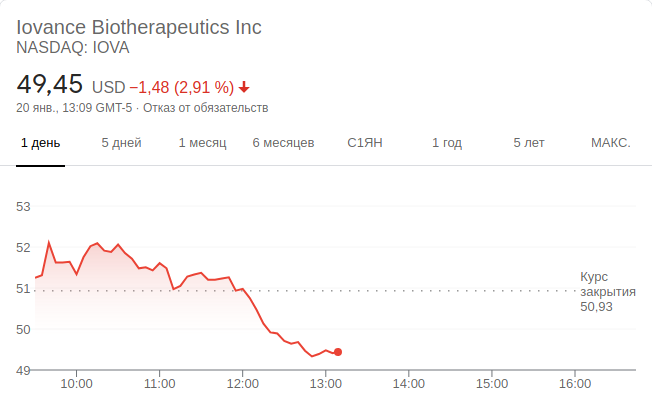 Iovance Biotherapeutics Inc
NASDAQ: IOVA
49,45 USD −1,48 (2,91 %)
20 янв., 13:09 GMT-5 · Отказ от обязательств
1 день 5 дней 1 месяц 6 месяцев С1ЯН 1 год 5 лет МАКС.
53
52
51
50
49
Курс
закрытия
50,93
10:00 11:00 12:00 13:00 14:00 15:00 16:00